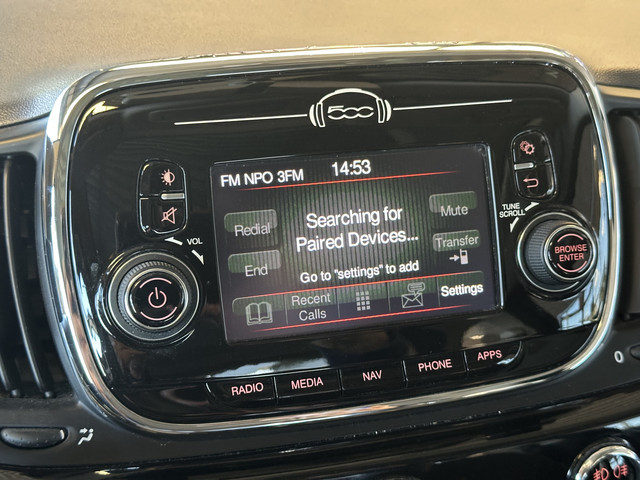 500
FM NPO 3FM 14:53
Searching for
Paired Devices...
Redial
Mute
End
Transfer
Go to "settings" to add
Recent
Calls
Settings
VOL
TUNE
SCROLL
BROWSE
ENTER
RADIO
MEDIA
NAV
PHONE
APPS
0